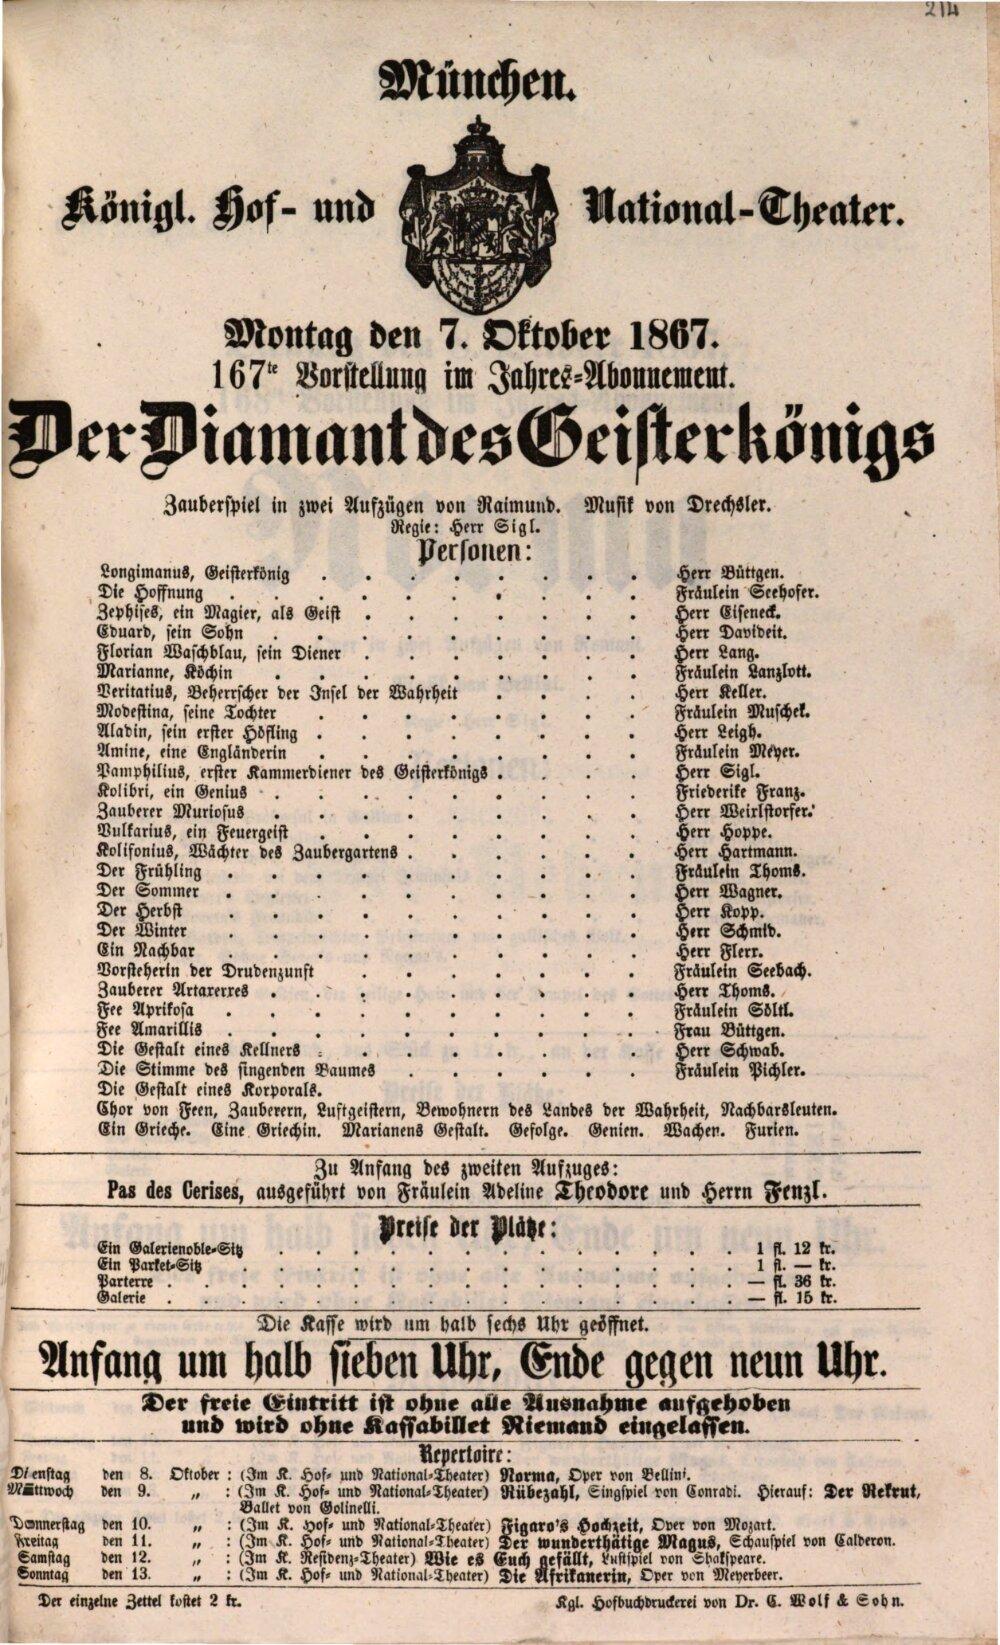 214
München.
Königl. Hof- und National-Theater.
Montag den 7. Oktober 1867.
167te Vorstellung im Jahres-Abonnement.
Der Diamant des Geisterkönigs
Zauberspiel in zwei Aufzügen von Raimund. Musik von Drechsler.
Regie: Herr Sigl.
Personen:
Longimanus, Geisterkönig . . . . . . . . Herr Büttgen.
Die Hoffnung . . . . . . . . . . Fräulein Seehofer.
Zephises, ein Magier, als Geist . . . . . . . Herr Eiseneck.
Eduard, sein Sohn . . . . . . . . . Herr Davideit.
Florian Waschblau, sein Diener . . . . . . . Herr Lang.
Marianne, Köchin . . . . . . . . . Fräulein Lanzlott.
Veritatius, Beherrscher der Insel der Wahrheit . . . . Herr Keller.
Modestina, seine Tochter . . . . . . . . Fräulein Muschek.
Aladin, sein erster Höfling . . . . . . . . Herr Leigh.
Amine, eine Engländerin . . . . . . . . Fräulein Meyer.
Pamphilius, erster Kammerdiener des Geisterkönigs . . . . Herr Sigl.
Kolibri, ein Genius . . . . . . . . . Friederike Franz.
Zauberer Muriosus . . . . . . . . . Herr Weirlstorfer.
Vulkarius, ein Feuergeist . . . . . . . . Herr Hoppe.
Kolifonius, Wächter des Zaubergartens . . . . . . Herr Hartmann.
Der Frühling . . . . . . . . . . Fräulein Thoms.
Der Sommer . . . . . . . . . . Herr Wagner.
Der Herbst . . . . . . . . . . Herr Kopp.
Der Winter . . . . . . . . . . Herr Schmid.
Ein Nachbar . . . . . . . . . . Herr Flerr.
Vorsteherin der Drudenzunft . . . . . . . Fräulein Seebach.
Zauberer Artaxerxes . . . . . . . . . Herr Thoms.
Fee Aprikosa . . . . . . . . . . Fräulein Söltl.
Fee Amarillis . . . . . . . . . . Frau Büttgen.
Die Gestalt eines Kellners . . . . . . . . Herr Schwab.
Die Stimme des singenden Baumes . . . . . . Fräulein Pichler.
Die Gestalt eines Korporals.
Chor von Feen, Zauberern, Luftgeistern, Bewohnern des Landes der Wahrheit, Nachbarsleuten.
Ein Grieche. Eine Griechin. Marianens Gestalt. Gefolge. Genien. Wachen. Furien.
Zu Anfang des zweiten Aufzuges:
Pas des Cerises, ausgeführt von Fräulein Adeline Theodore und Herrn Fenzl.
Preise der Plätze:
Ein Galerienoble-Sitz . . . . . . . . . . . 1 fl. 12 kr.
Ein Parket-Sitz . . . . . . . . . . . . 1 fl. — kr.
Parterre . . . . . . . . . . . . . — fl. 36 kr.
Galerie . . . . . . . . . . . . . — fl. 15 kr.
Die Kasse wird um halb sechs Uhr geöffnet.
Anfang um halb sieben Uhr, Ende gegen neun Uhr.
Der freie Eintritt ist ohne alle Ausnahme aufgehoben
und wird ohne Kassabillet Niemand eingelassen.
Repertoire:
Dienstag den 8. Oktober : (Im K. Hof- und National-Theater) Norma, Oper von Bellini.
Mittwoch den 9. „ : (Im K. Hof- und National-Theater) Rübezahl, Singspiel von Conradi. Hierauf: Der Rekrut,
Ballet von Golinelli.
Donnerstag den 10. „ : (Im K. Hof- und National-Theater) Figaro's Hochzeit, Oper von Mozart.
Freitag den 11. „ : (Im K. Hof- und National-Theater) Der wunderthätige Magus, Schauspiel von Calderon.
Samstag den 12. „ : (Im K. Residenz-Theater) Wie es Euch gefällt, Lustspiel von Shakspeare.
Sonntag den 13. „ : (Im K. Hof- und National-Theater) Die Afrikanerin, Oper von Meyerbeer.
Der einzelne Zettel kostet 2 kr. Kgl. Hofbuchdruckerei von Dr. C. Wolf & Sohn.